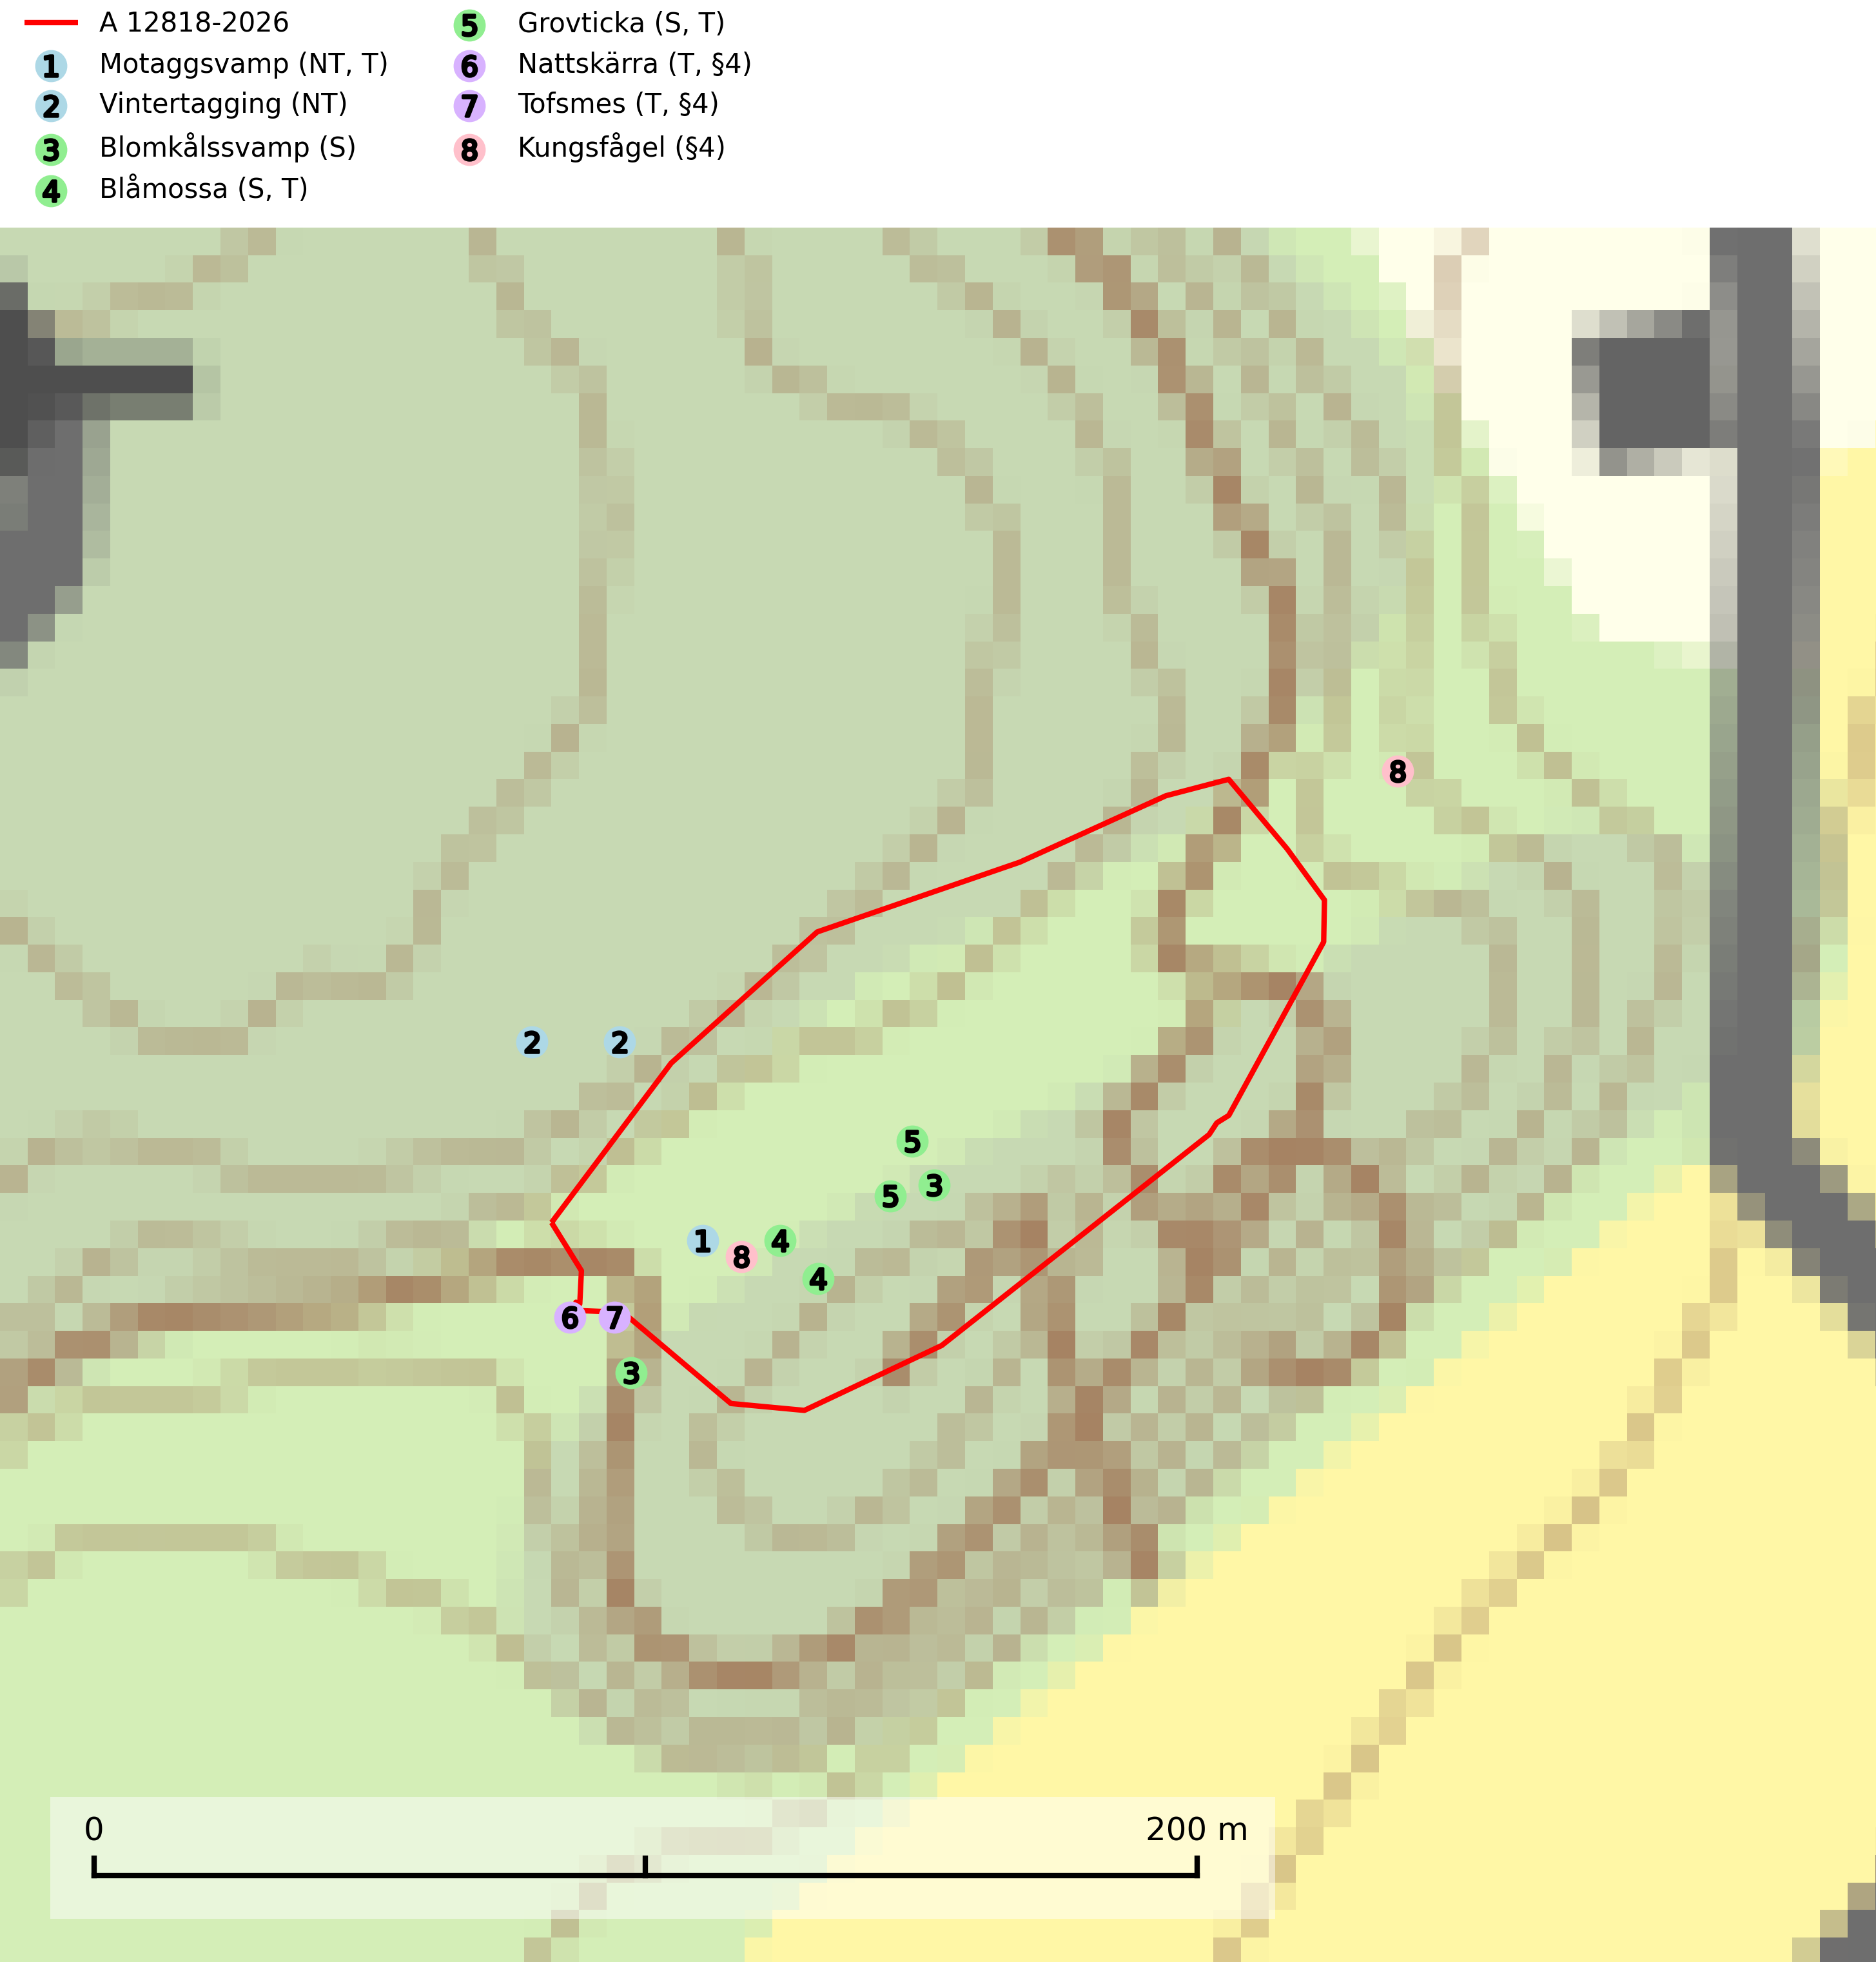 A 12818-2026
1 Motaggsvamp (NT, T)
2 Vintertagging (NT)
3 Blomkålssvamp (S)
4 Blåmossa (S, T)
5 Grovticka (S, T)
6 Nattskärra (T, §4)
7 Tofsmes (T, §4)
8 Kungsfågel (§4)
8
2 2
5
3
5
1 4
8
4
6 7
3
0 200 m